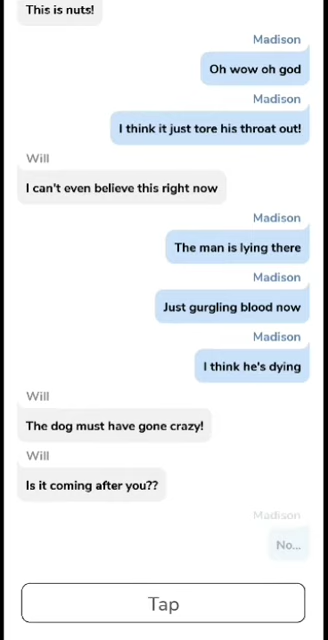 This is nuts!
Madison
Oh wow oh god
Madison
I think it just tore his throat out!
Will
I can't even believe this right now
Madison
The man is lying there
Madison
Just gurgling blood now
Madison
I think he's dying
Will
The dog must have gone crazy!
Will
Is it coming after you??
Madison
No...
Tap